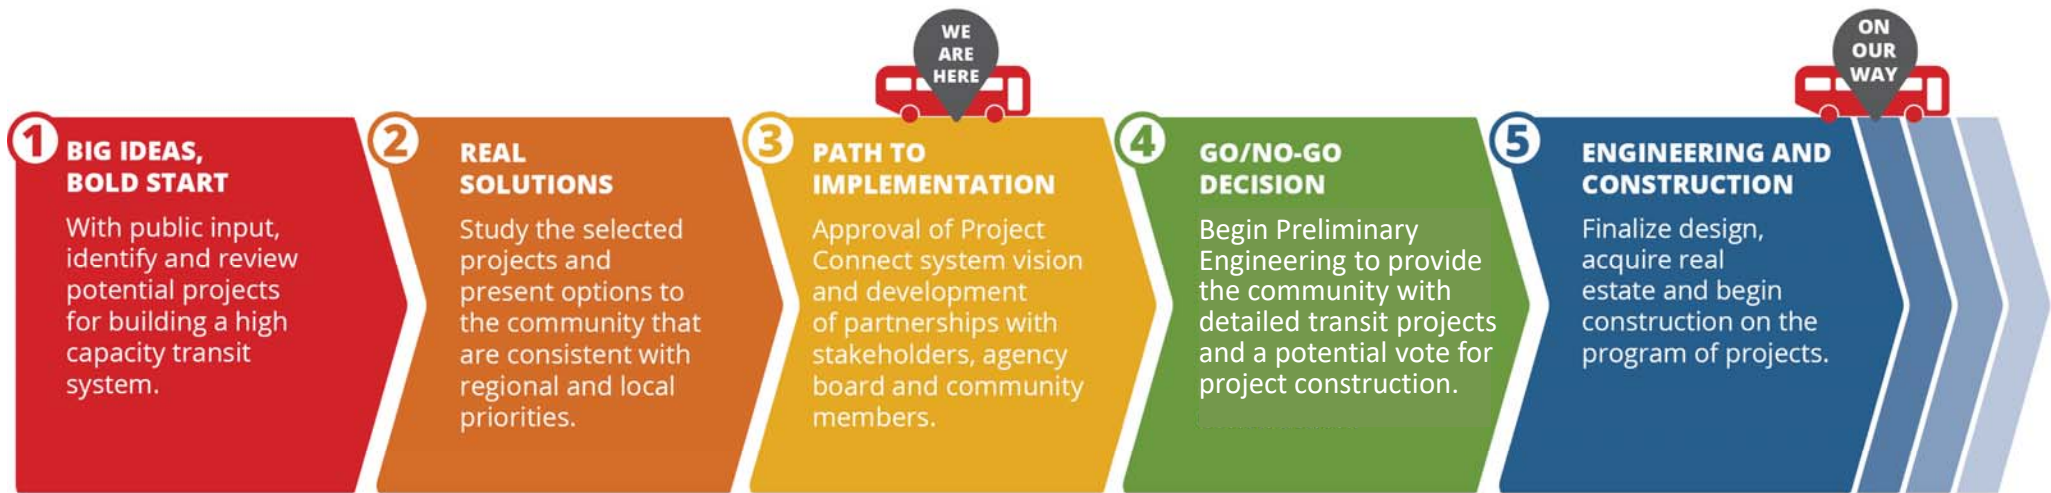 WE
ARE
HERE
ON
OUR
WAY
1
BIG IDEAS,
BOLD START
With public input,
identify and review
potential projects
for building a high
capacity transit
system.
2
REAL
SOLUTIONS
Study the selected
projects and
present options to
the community that
are consistent with
regional and local
priorities.
3
PATH TO
IMPLEMENTATION
Approval of Project
Connect system vision
and development
of partnerships with
stakeholders, agency
board and community
members.
4
GO/NO-GO
DECISION
Begin Preliminary
Engineering to provide
the community with
detailed transit projects
and a potential vote for
project construction.
5
ENGINEERING AND
CONSTRUCTION
Finalize design,
acquire real
estate and begin
construction on the
program of projects.